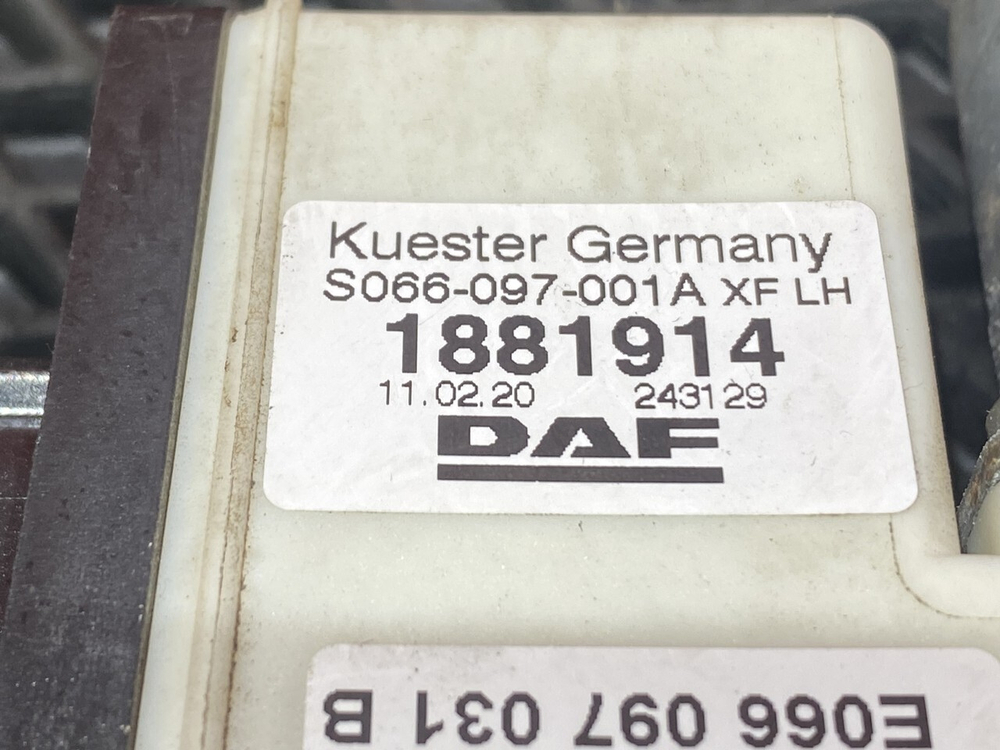 Kuester Germany
S066-097-001A XF LH
1881914
11.02.20 243129
DAF
E066 097 031 B